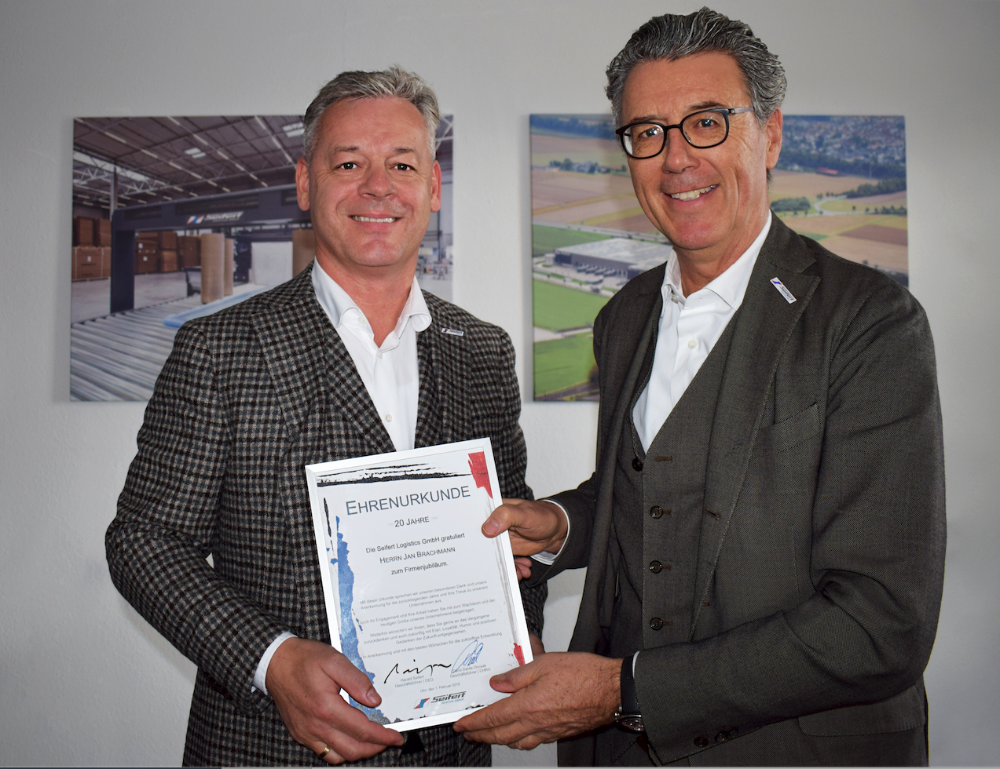 Seifert
EHRENURKUNDE
20 JAHRE
Die Seifert Logistics GmbH gratuliert
HERRN JAN BRACHMANN
zum Firmenjubiläum.
Mit dieser Urkunde sprechen wir unseren besonderen Dank und unsere
Anerkennung für die zurückliegenden Jahre und Ihre Treue zu unserem
Unternehmen aus.
Durch Ihr Engagement und Ihre Arbeit haben Sie mit zum Wachstum und der
heutigen Größe unseres Unternehmens beigetragen.
Weiterhin wünschen wir Ihnen, dass Sie gerne an das Vergangene
zurückdenken und auch zukünftig mit Elan, Loyalität, Humor und positiven
Gedanken der Zukunft entgegensehen.
In Anerkennung und mit den besten Wünschen für die zukünftige Entwicklung
Harald Seifert
Geschäftsführer | CEO
Geschäftsführer | CHRO
Ulm, den 1. Februar 2019
Seifert
LOGISTICS GROUP